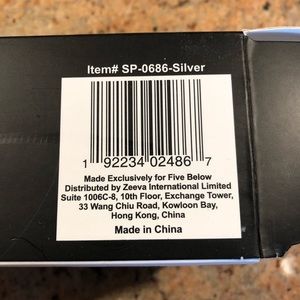 Item# SP-0686-Silver
1 92234 02486 7
Made Exclusively for Five Below
Distributed by Zeeva International Limited
Suite 1006C-8, 10th Floor, Exchange Tower,
33 Wang Chiu Road, Kowloon Bay,
Hong Kong, China
Made in China